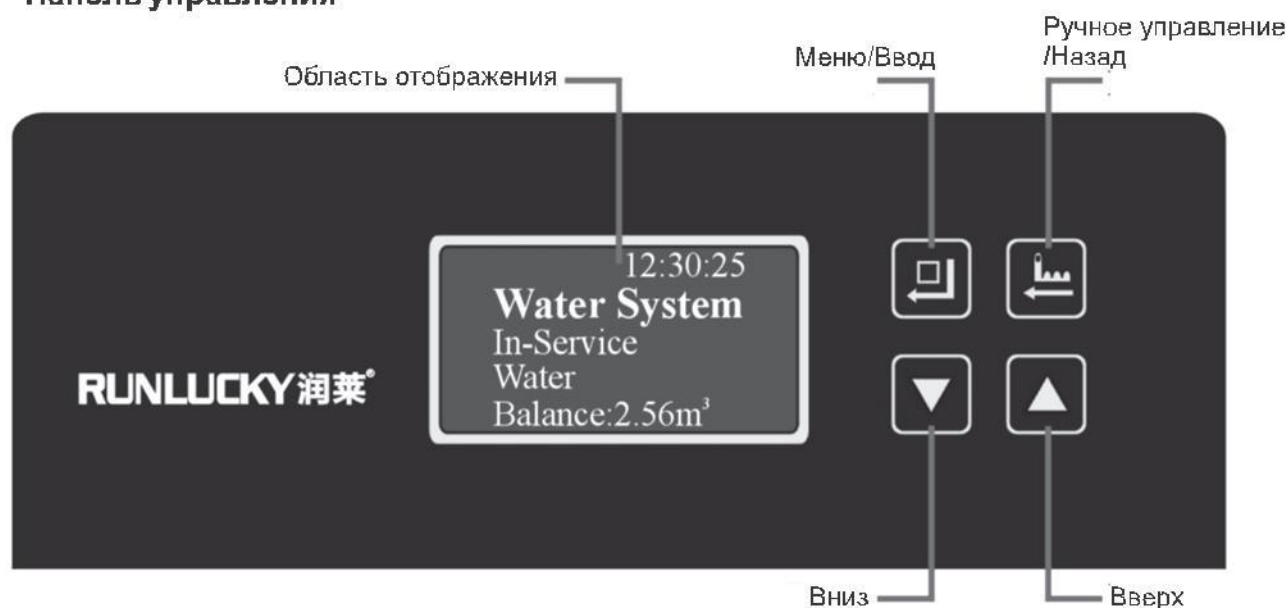 Панель управления
Ручное управление
/Назад
Меню/Ввод
Область отображения
12:30:25
Water System
In-Service
Water
Balance:2.56m³
RUNLUCKY润莱®
Вниз
Вверх